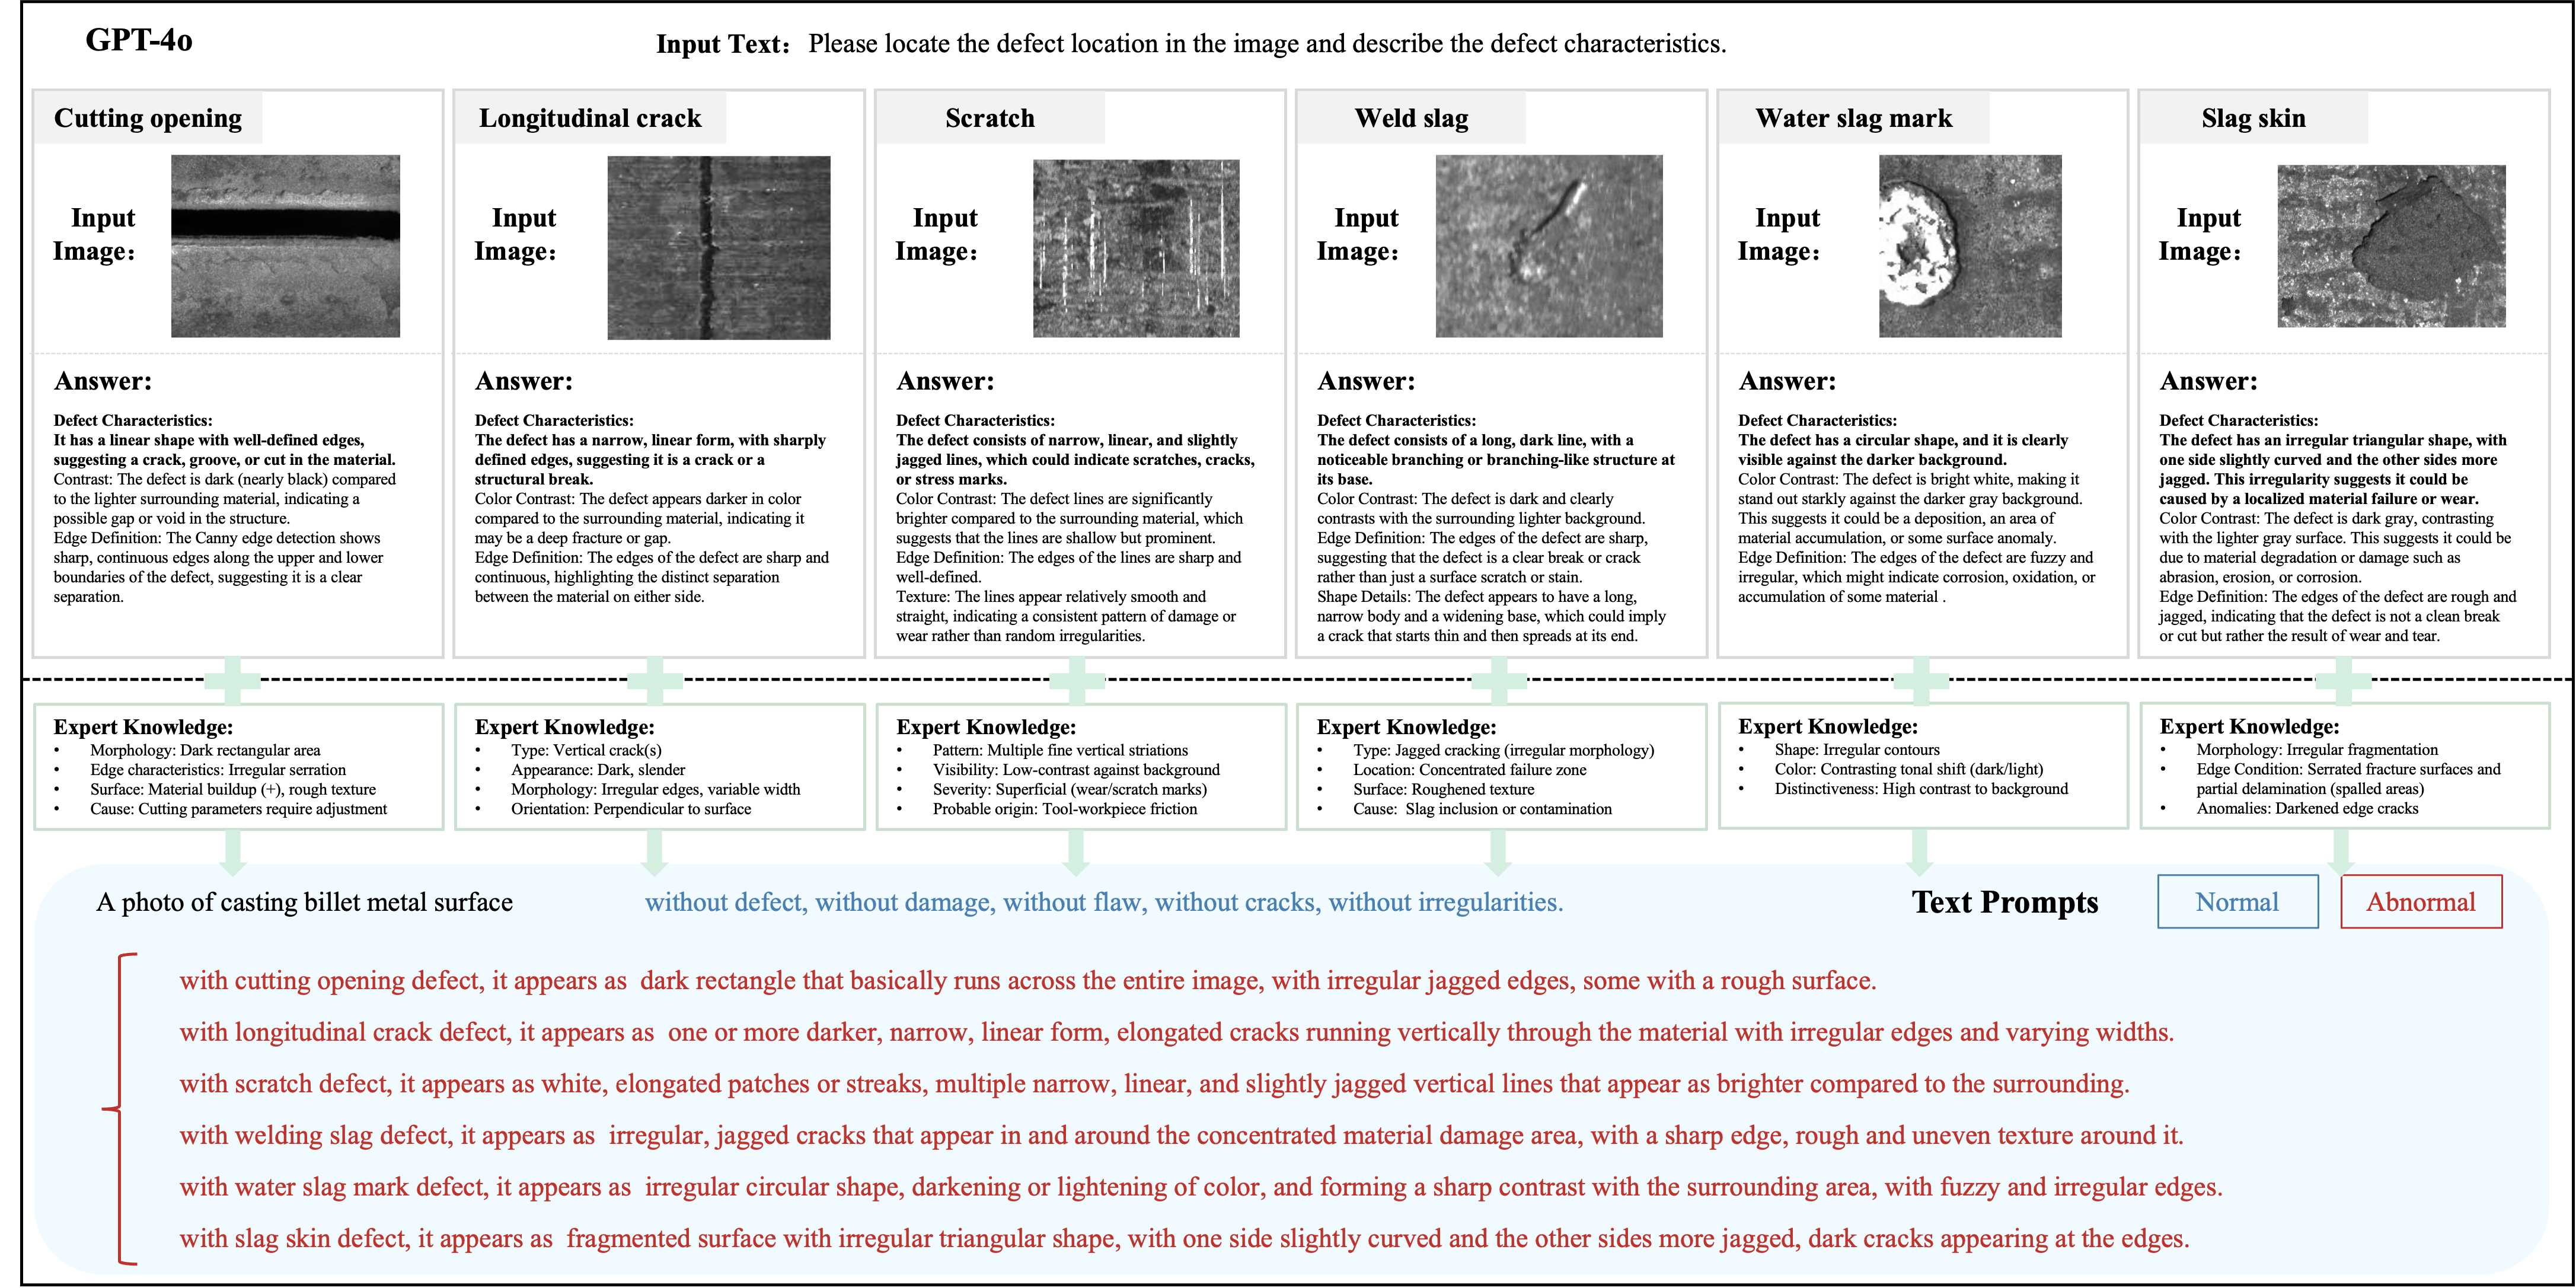 GPT-4o
Input Text：Please locate the defect location in the image and describe the defect characteristics.
Cutting opening
Input
Image：
Answer:
Defect Characteristics:
It has a linear shape with well-defined edges,
suggesting a crack, groove, or cut in the material.
Contrast: The defect is dark (nearly black) compared
to the lighter surrounding material, indicating a
possible gap or void in the structure.
Edge Definition: The Canny edge detection shows
sharp, continuous edges along the upper and lower
boundaries of the defect, suggesting it is a clear
separation.
Expert Knowledge:
• Morphology: Dark rectangular area
• Edge characteristics: Irregular serration
• Surface: Material buildup (+), rough texture
• Cause: Cutting parameters require adjustment
Longitudinal crack
Input
Image：
Answer:
Defect Characteristics:
The defect has a narrow, linear form, with sharply
defined edges, suggesting it is a crack or a
structural break.
Color Contrast: The defect appears darker in color
compared to the surrounding material, indicating it
may be a deep fracture or gap.
Edge Definition: The edges of the defect are sharp and
continuous, highlighting the distinct separation
between the material on either side.
Expert Knowledge:
• Type: Vertical crack(s)
• Appearance: Dark, slender
• Morphology: Irregular edges, variable width
• Orientation: Perpendicular to surface
Scratch
Input
Image：
Answer:
Defect Characteristics:
The defect consists of narrow, linear, and slightly
jagged lines, which could indicate scratches, cracks,
or stress marks.
Color Contrast: The defect lines are significantly
brighter compared to the surrounding material, which
suggests that the lines are shallow but prominent.
Edge Definition: The edges of the lines are sharp and
well-defined.
Texture: The lines appear relatively smooth and
straight, indicating a consistent pattern of damage or
wear rather than random irregularities.
Expert Knowledge:
• Pattern: Multiple fine vertical striations
• Visibility: Low-contrast against background
• Severity: Superficial (wear/scratch marks)
• Probable origin: Tool-workpiece friction
Weld slag
Input
Image：
Answer:
Defect Characteristics:
The defect consists of a long, dark line, with a
noticeable branching or branching-like structure at
its base.
Color Contrast: The defect is dark and clearly
contrasts with the surrounding lighter background.
Edge Definition: The edges of the defect are sharp,
suggesting that the defect is a clear break or crack
rather than just a surface scratch or stain.
Shape Details: The defect appears to have a long,
narrow body and a widening base, which could imply
a crack that starts thin and then spreads at its end.
Expert Knowledge:
• Type: Jagged cracking (irregular morphology)
• Location: Concentrated failure zone
• Surface: Roughened texture
• Cause: Slag inclusion or contamination
Water slag mark
Input
Image：
Answer:
Defect Characteristics:
The defect has a circular shape, and it is clearly
visible against the darker background.
Color Contrast: The defect is bright white, making it
stand out starkly against the darker gray background.
This suggests it could be a deposition, an area of
material accumulation, or some surface anomaly.
Edge Definition: The edges of the defect are fuzzy and
irregular, which might indicate corrosion, oxidation, or
accumulation of some material .
Expert Knowledge:
• Shape: Irregular contours
• Color: Contrasting tonal shift (dark/light)
• Distinctiveness: High contrast to background
Slag skin
Input
Image：
Answer:
Defect Characteristics:
The defect has an irregular triangular shape, with
one side slightly curved and the other sides more
jagged. This irregularity suggests it could be
caused by a localized material failure or wear.
Color Contrast: The defect is dark gray, contrasting
with the lighter gray surface. This suggests it could be
due to material degradation or damage such as
abrasion, erosion, or corrosion.
Edge Definition: The edges of the defect are rough and
jagged, indicating that the defect is not a clean break
or cut but rather the result of wear and tear.
Expert Knowledge:
• Morphology: Irregular fragmentation
• Edge Condition: Serrated fracture surfaces and
partial delamination (spalled areas)
• Anomalies: Darkened edge cracks
A photo of casting billet metal surface without defect, without damage, without flaw, without cracks, without irregularities.
Text Prompts Normal Abnormal
with cutting opening defect, it appears as dark rectangle that basically runs across the entire image, with irregular jagged edges, some with a rough surface.
with longitudinal crack defect, it appears as one or more darker, narrow, linear form, elongated cracks running vertically through the material with irregular edges and varying widths.
with scratch defect, it appears as white, elongated patches or streaks, multiple narrow, linear, and slightly jagged vertical lines that appear as brighter compared to the surrounding.
with welding slag defect, it appears as irregular, jagged cracks that appear in and around the concentrated material damage area, with a sharp edge, rough and uneven texture around it.
with water slag mark defect, it appears as irregular circular shape, darkening or lightening of color, and forming a sharp contrast with the surrounding area, with fuzzy and irregular edges.
with slag skin defect, it appears as fragmented surface with irregular triangular shape, with one side slightly curved and the other sides more jagged, dark cracks appearing at the edges.